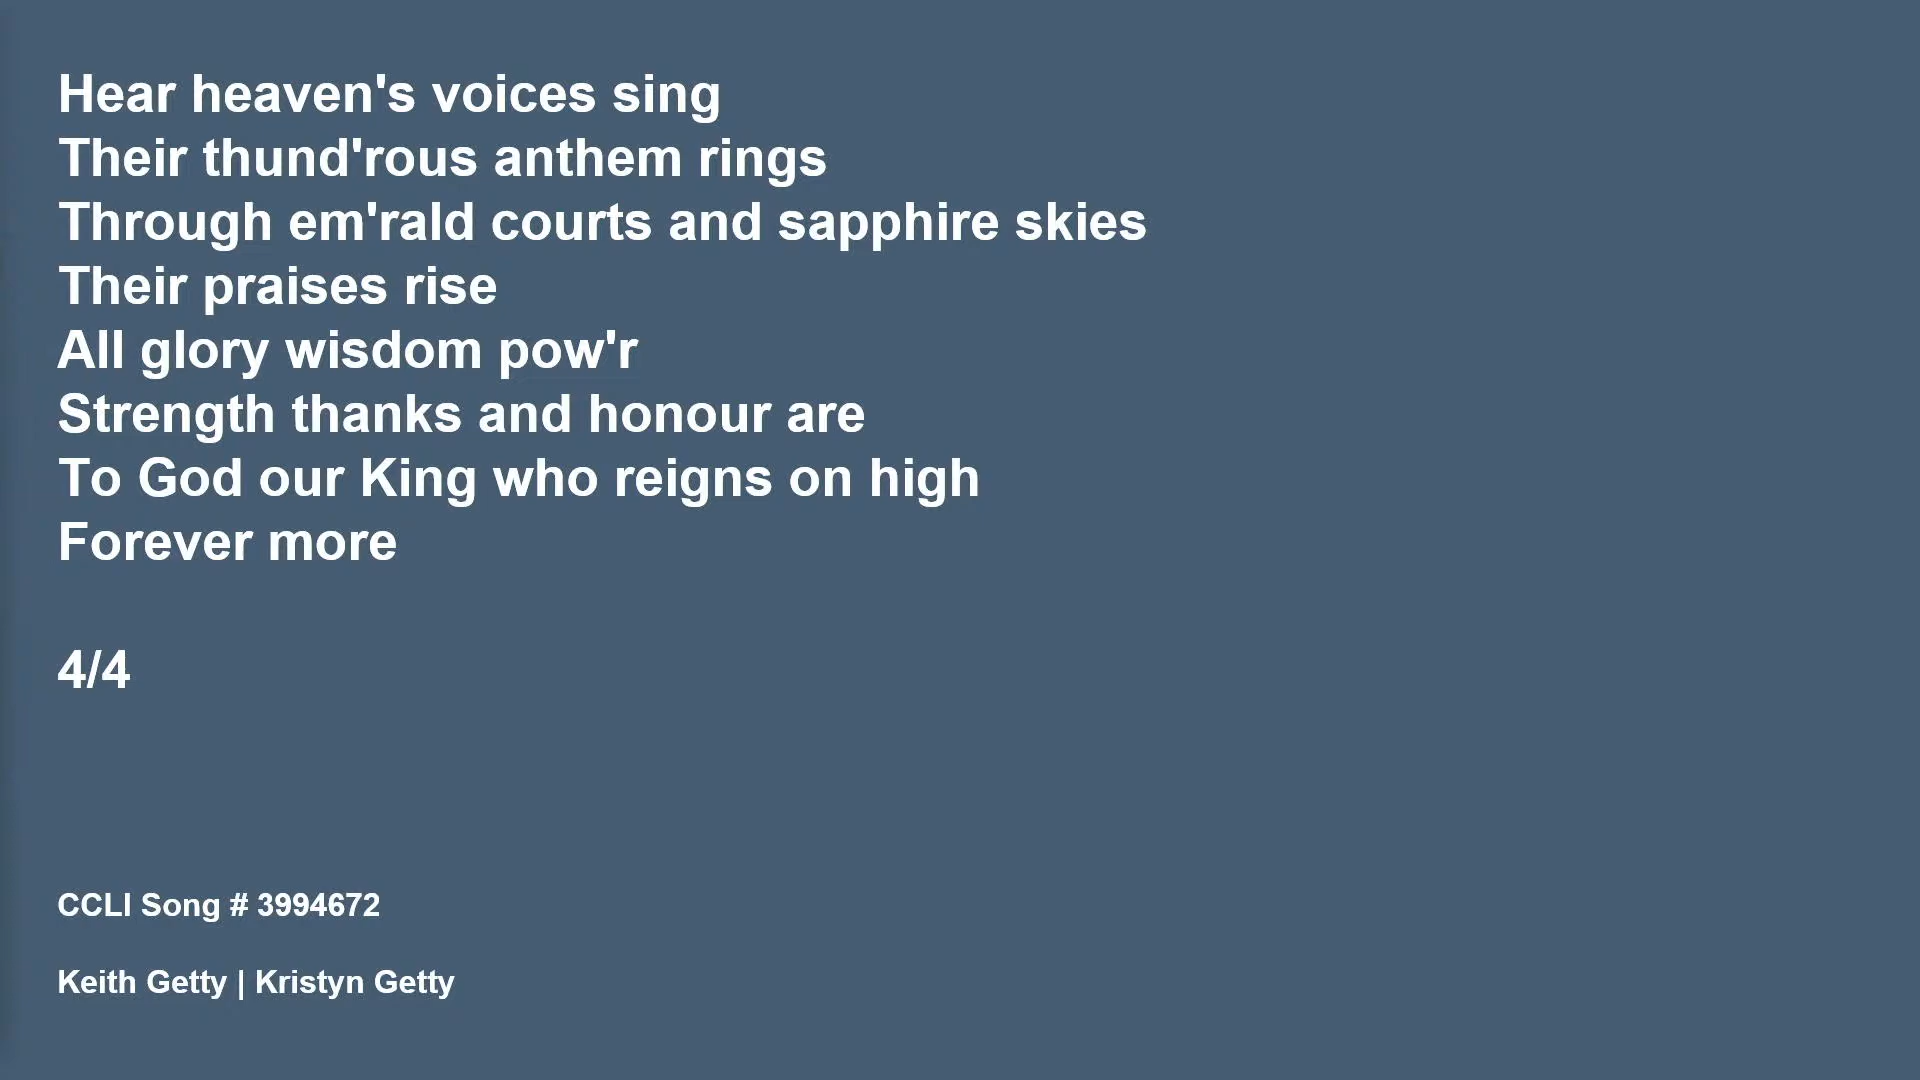 Hear heaven's voices sing
Their thund'rous anthem rings
Through em'rald courts and sapphire skies
Their praises rise
All glory wisdom pow'r
Strength thanks and honour are
To God our King who reigns on high
Forever more
4/4
CCLI Song # 3994672
Keith Getty | Kristyn Getty